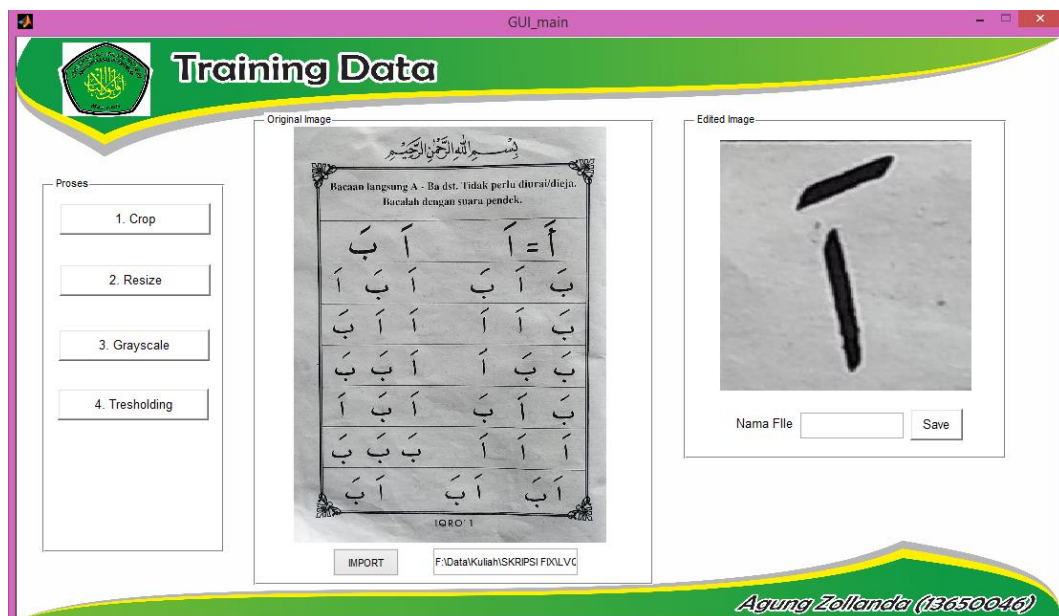 GUI_main
Training Data
Proses
1. Crop
2. Resize
3. Grayscale
4. Tresholding
Original Image
بِسْمِ اللهِ الرَّحْمٰنِ الرَّحِيْمِ
Bacaan langsung A - Ba dst. Tidak perlu diurai/dieja.
Bacalah dengan suara pendek.
أَ = اَ اَ بَ
بَ اَ بَ اَ بَ اَ
بَ اَ اَ اَ اَ بَ
بَ بَ اَ اَ بَ بَ
بَ اَ بَ اَ بَ اَ
اَ اَ اَ بَ بَ بَ
اَ بَ اَ بَ اَ بَ
IQRO' 1
IMPORT
F:\Data\Kuliah\SKRIPSI FIX\LVQ
Edited Image
اَ
Nama FIle
Save
Agung Zollanda (13650046)